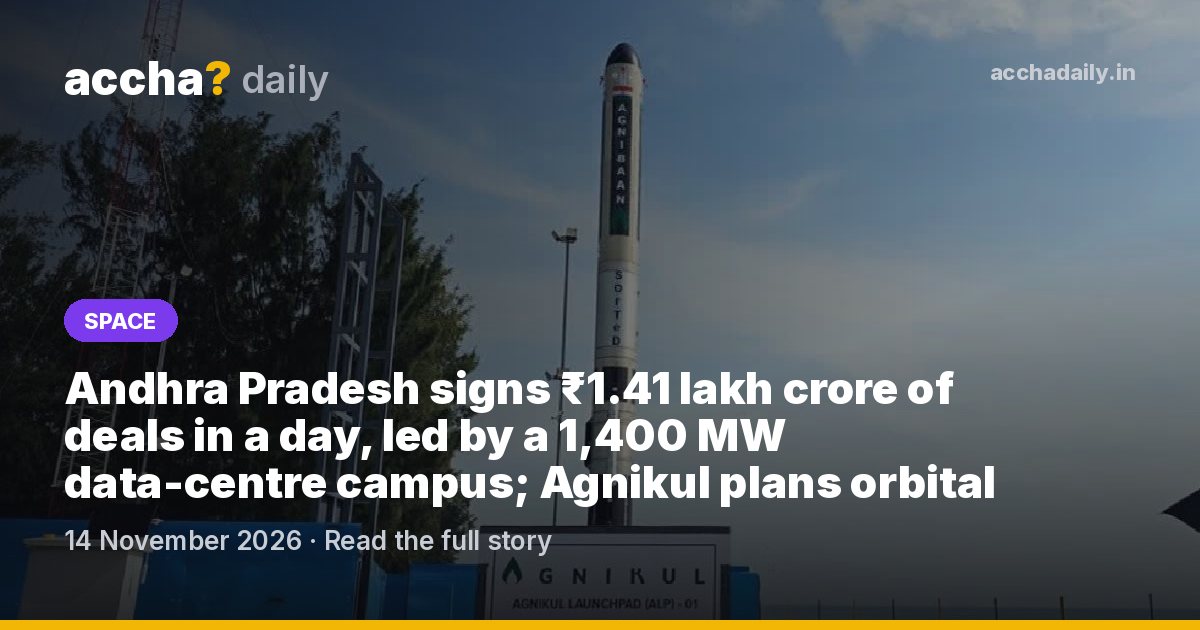 accha? daily
acchadaily.in
AGNIBAAN
SorTeD
SPACE
Andhra Pradesh signs ₹1.41 lakh crore of
deals in a day, led by a 1,400 MW
data-centre campus; Agnikul plans orbital
14 November 2026 · Read the full story
AGNIKUL
AGNIKUL LAUNCHPAD (ALP) - 01